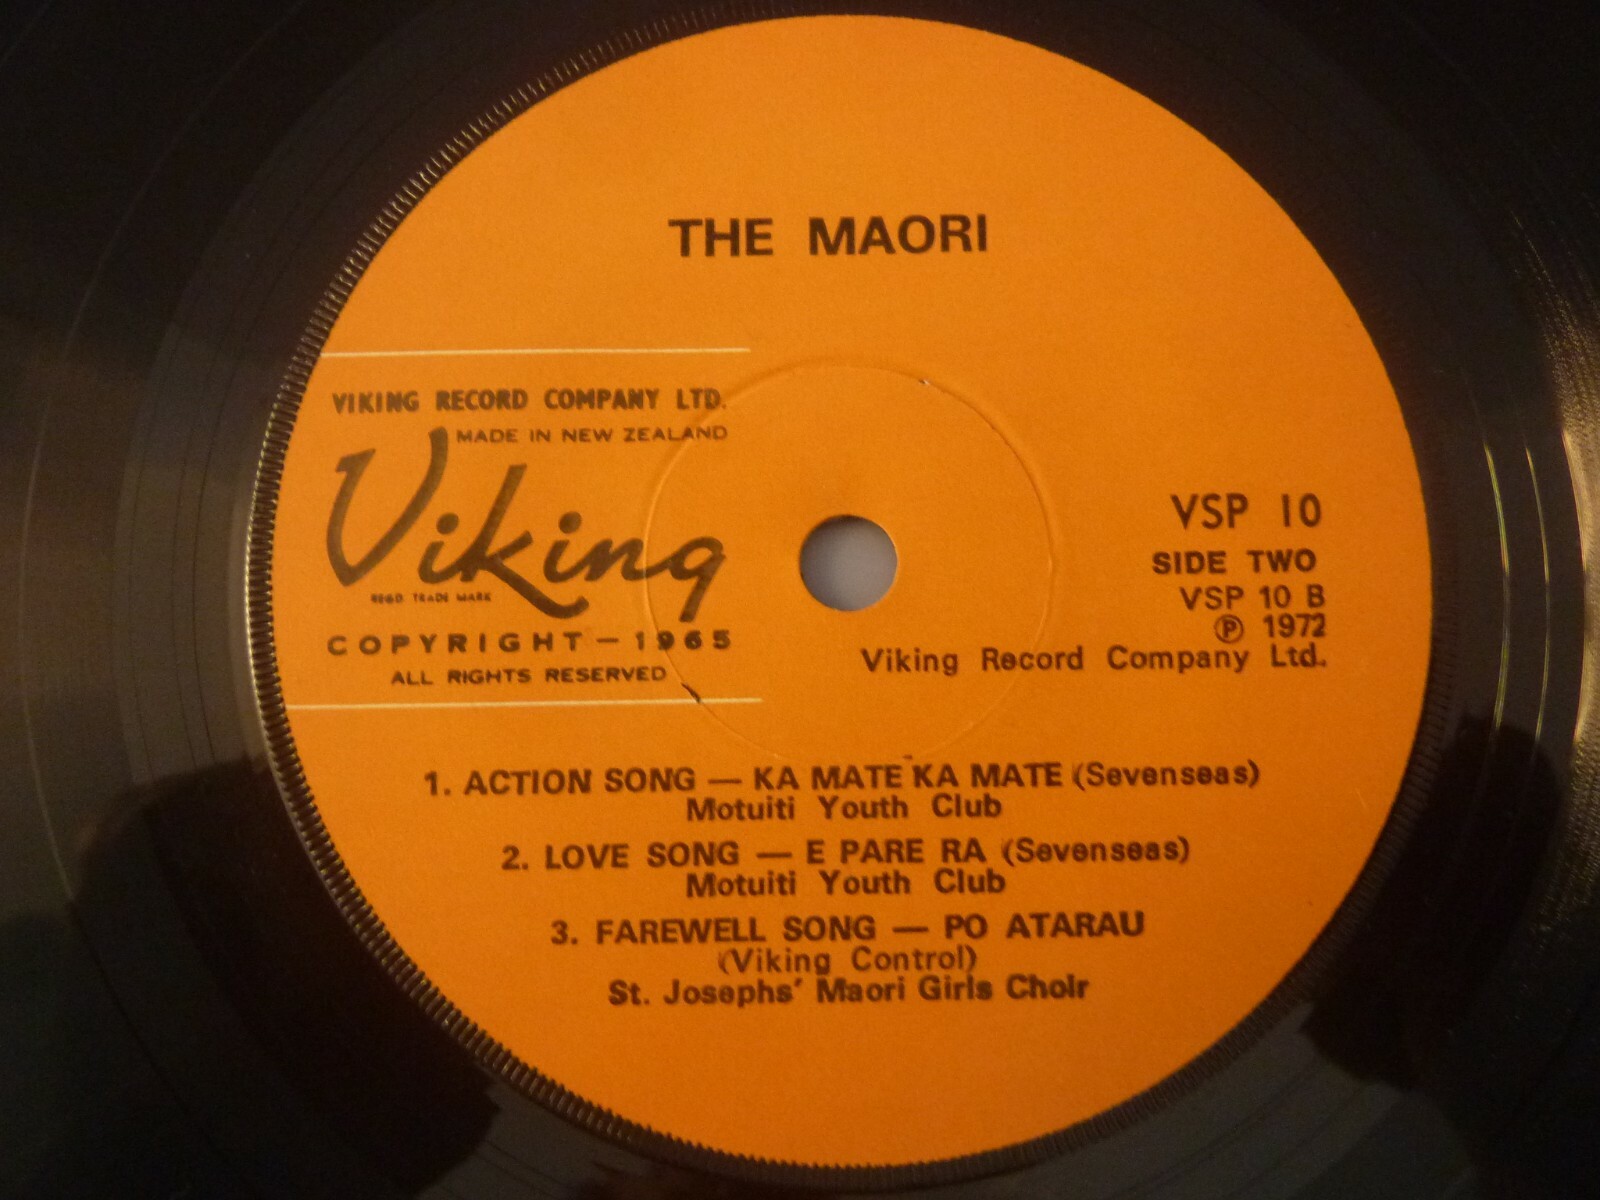 THE MAORI
VIKING RECORD COMPANY LTD.
MADE IN NEW ZEALAND
Viking
REGD TRADE MARK
COPYRIGHT — 1965
ALL RIGHTS RESERVED
VSP 10
SIDE TWO
VSP 10 B
Ⓟ 1972
Viking Record Company Ltd.
1. ACTION SONG — KA MATE KA MATE (Sevenseas)
Motuiti Youth Club
2. LOVE SONG — E PARE RA (Sevenseas)
Motuiti Youth Club
3. FAREWELL SONG — PO ATARAU
(Viking Control)
St. Josephs' Maori Girls Choir